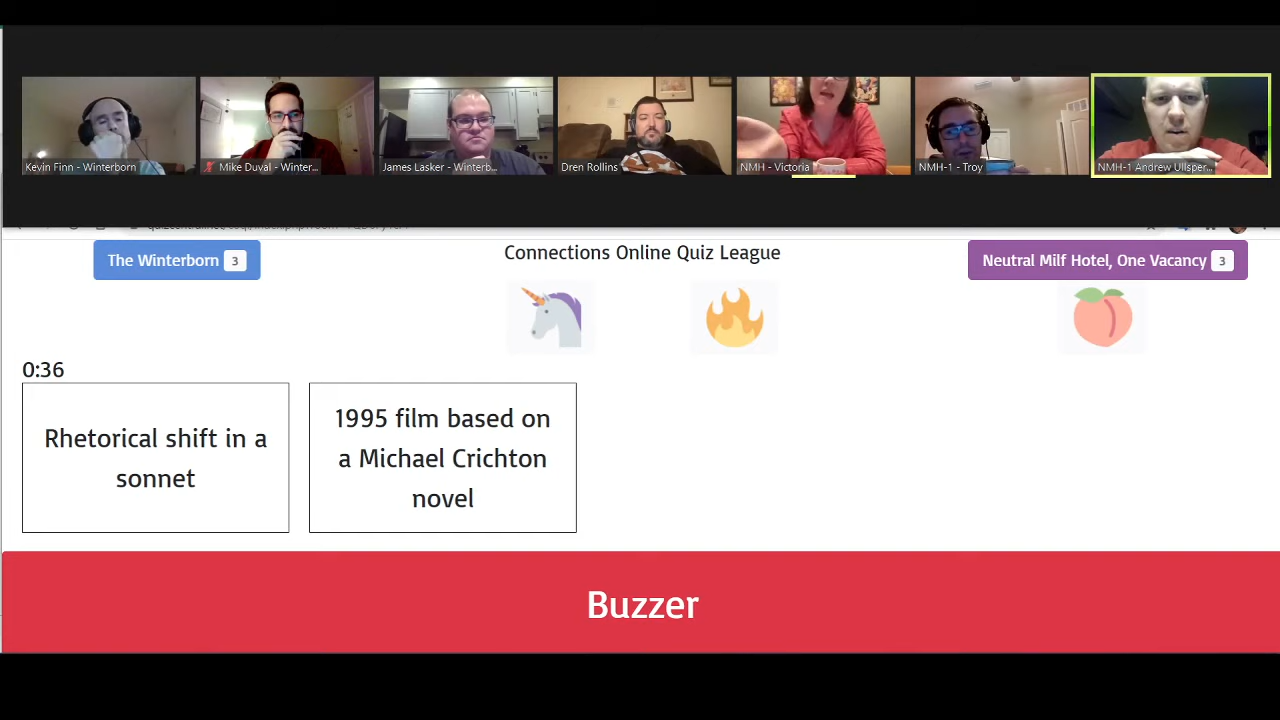 Kevin Finn - Winterborn
Mike Duval - Winter...
James Lasker - Winterb...
Dren Rollins
NMH - Victoria
NMH-1 - Troy
NMH-1 Andrew Ullsper...
The Winterborn 3
Connections Online Quiz League
Neutral Milf Hotel, One Vacancy 3
0:36
Rhetorical shift in a
sonnet
1995 film based on
a Michael Crichton
novel
Buzzer